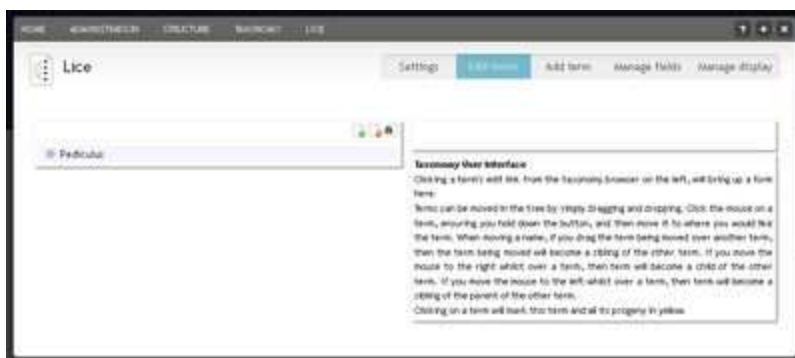 HOME ADMINISTRATION STRUCTURE TAXONOMY LICE
Lice
Settings Edit terms Add term Manage fields Manage display
Pediculus
Taxonomy User Interface
Clicking a term's edit link, from the taxonomy browser on the left, will bring up a form
here.
Terms can be moved in the tree by simply dragging and dropping. Click the mouse on a
term, ensuring you hold down the button, and then move it to where you would like
the term. When moving a name, if you drag the term being moved over another term,
then the term being moved will become a sibling of the other term. If you move the
mouse to the right whilst over a term, then term will become a child of the other
term. If you move the mouse to the left whilst over a term, then term will become a
sibling of the parent of the other term.
Clicking on a term will mark this term and all its progeny in yellow.